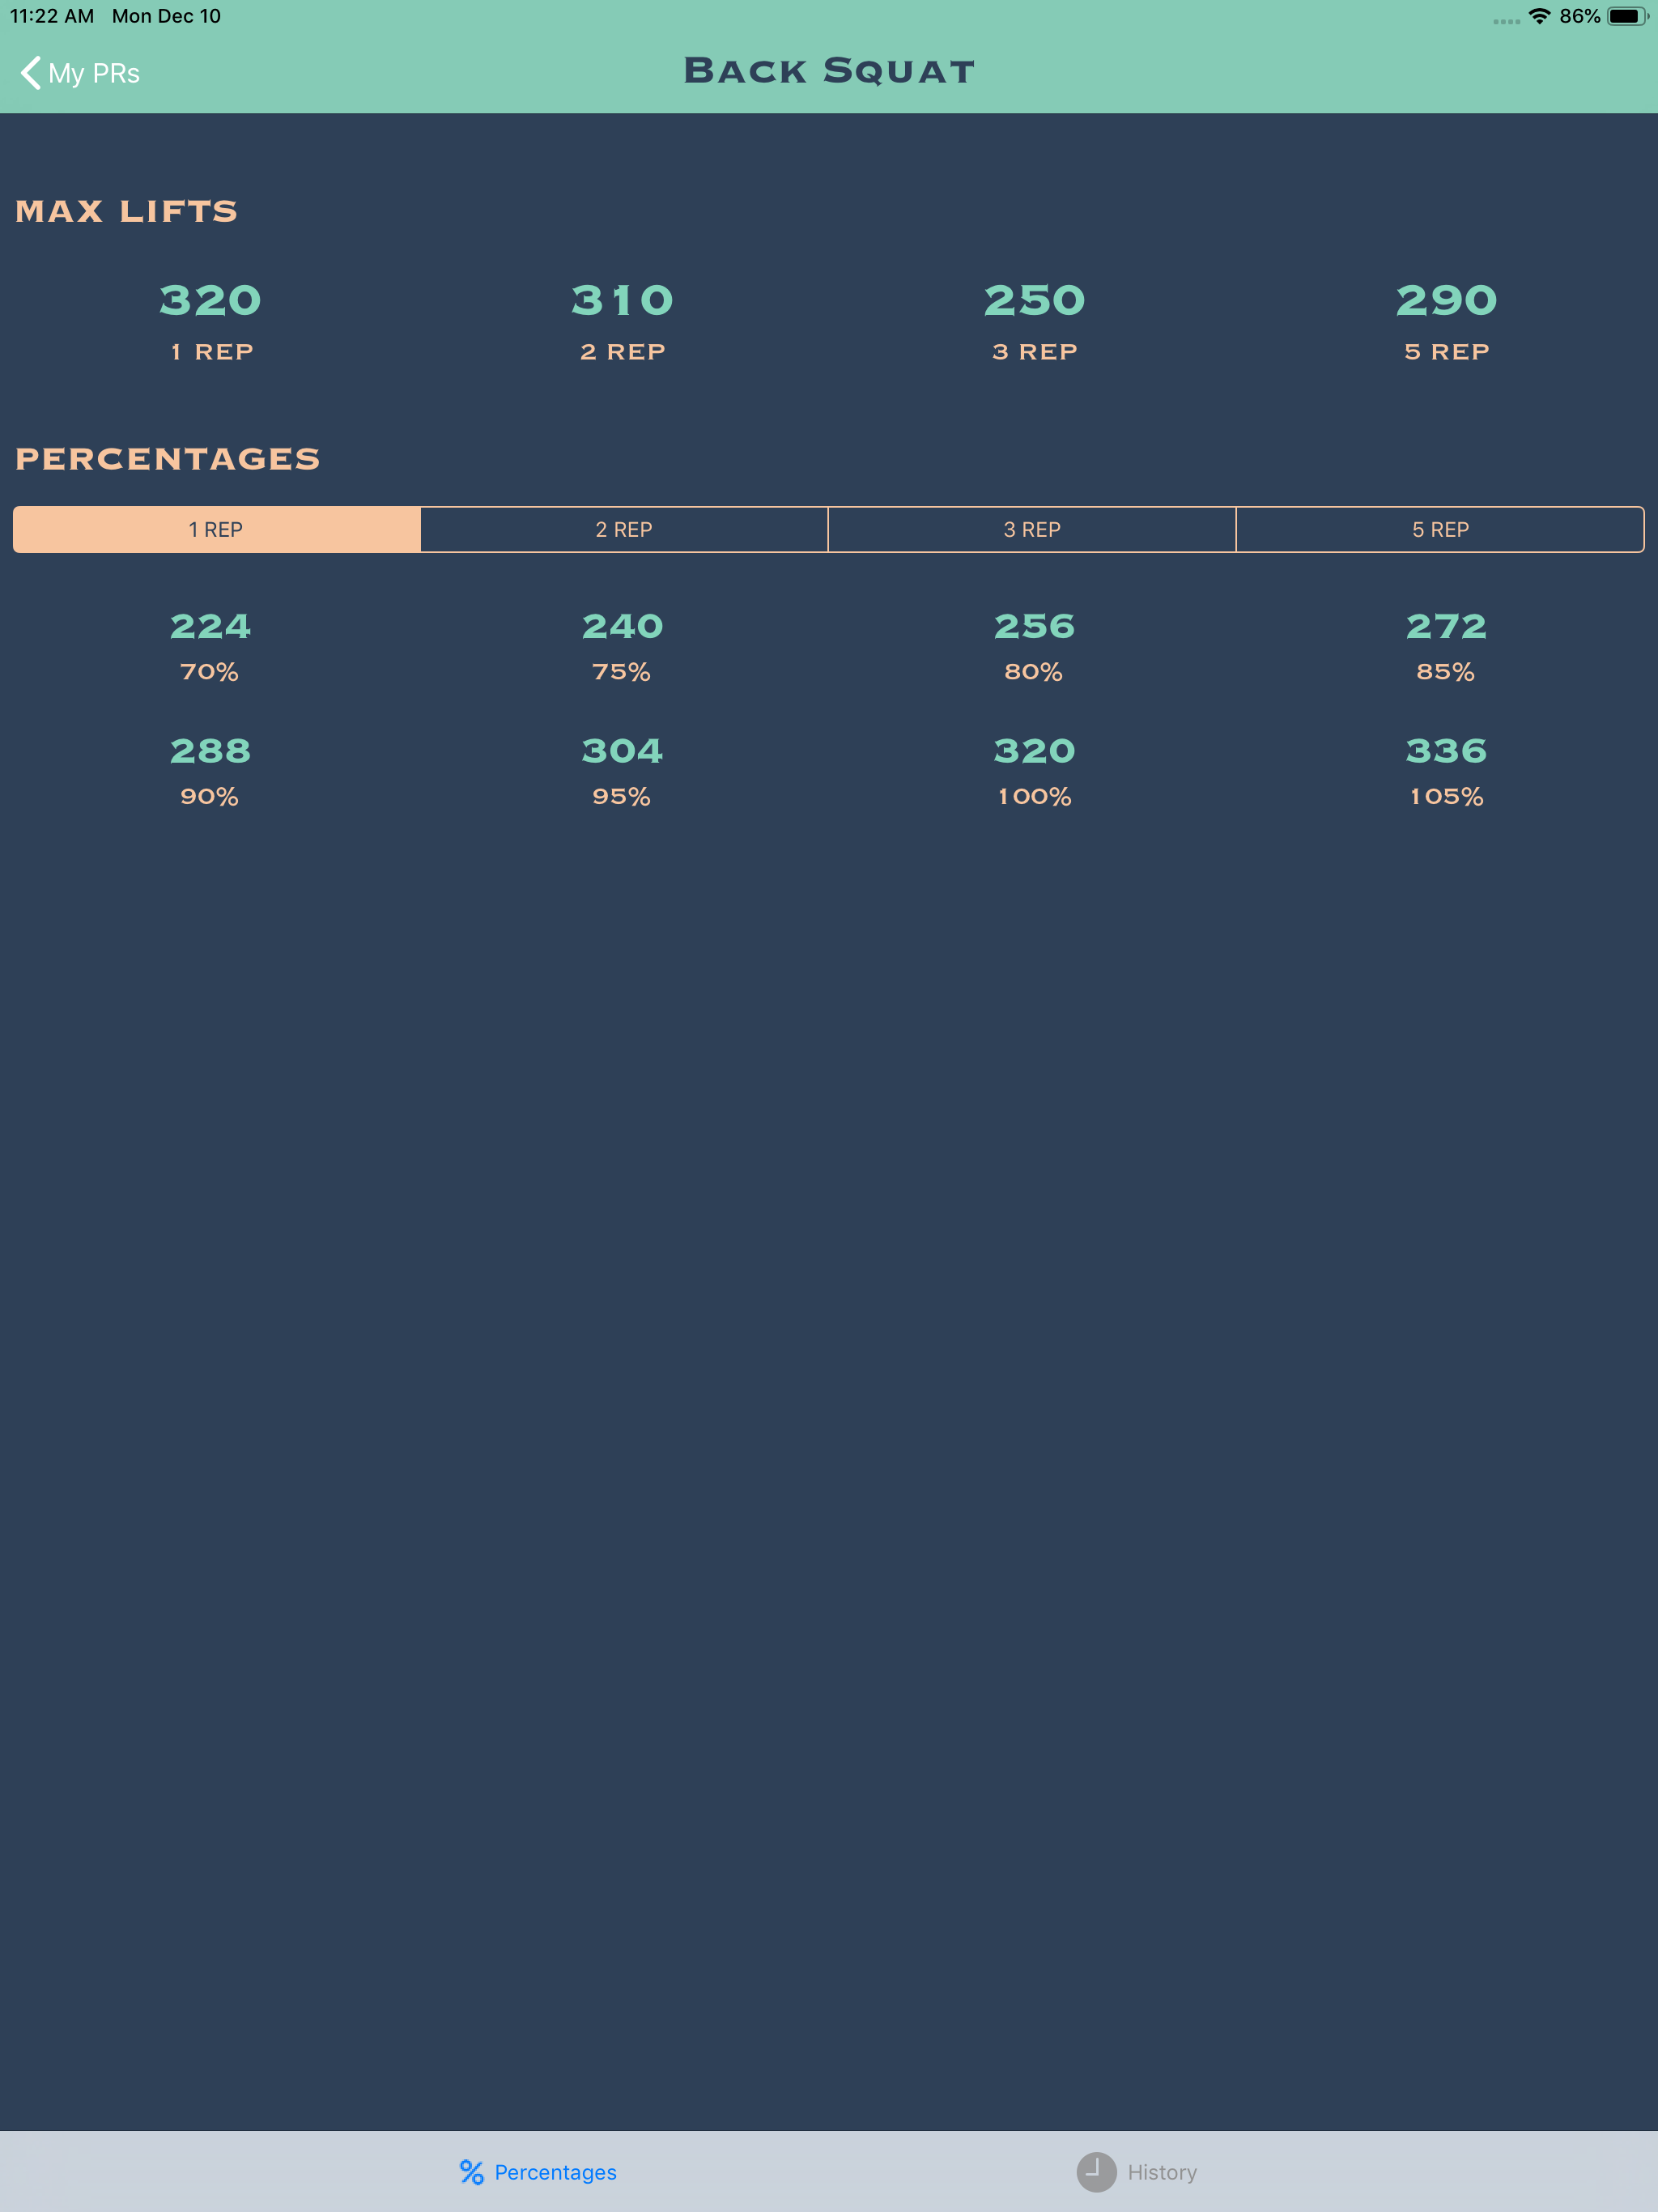 11:22 AM Mon Dec 10 86%
My PRs Back Squat
MAX LIFTS
320 310 250 290
1 REP 2 REP 3 REP 5 REP
PERCENTAGES
1 REP 2 REP 3 REP 5 REP
224 240 256 272
70% 75% 80% 85%
288 304 320 336
90% 95% 100% 105%
Percentages History